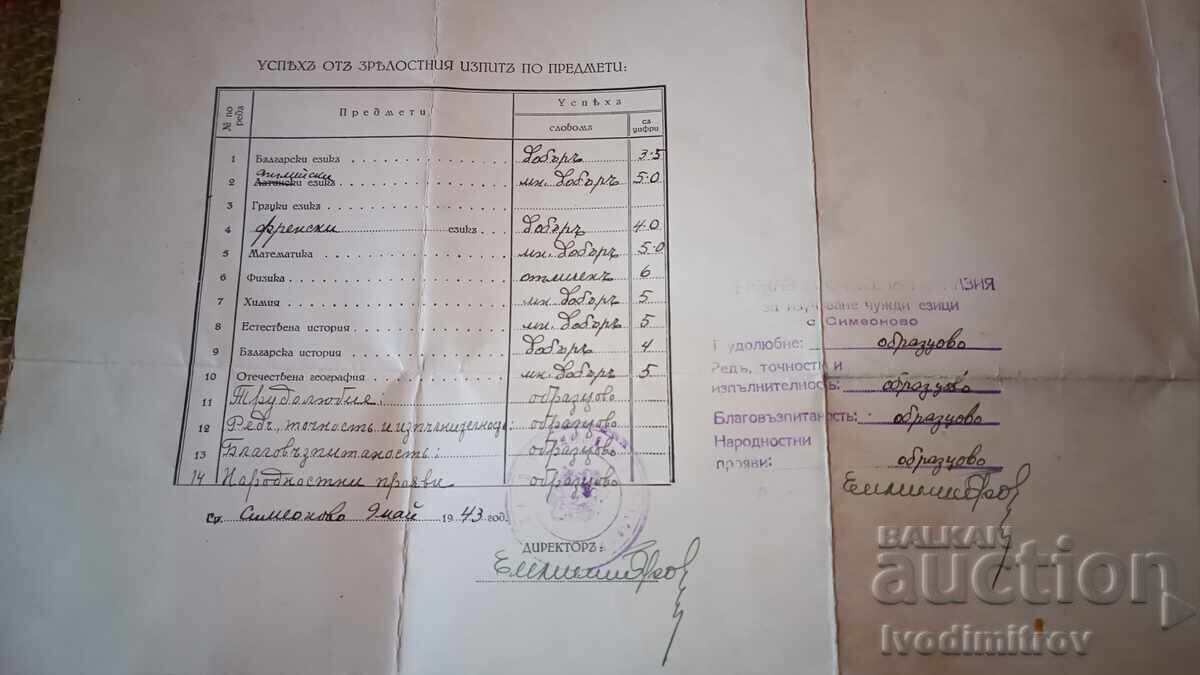 УСПѢХЪ ОТЪ ЗРѢЛОСТНИЯ ИЗПИТЪ ПО ПРЕДМЕТИ:
№ по реда Предмети Успѣхъ
словомъ съ цифри
1 Български езикъ добъръ 3·5
2 Английски Латински езикъ мн. добъръ 5·0
3 Гръцки езикъ
4 френски езикъ добъръ 4·0
5 Математика мн. добъръ 5·0
6 Физика отличенъ 6
7 Химия мн. добъръ 5
8 Естествена история мн. добъръ 5
9 Българска история добъръ 4
10 Отечествена география мн. добъръ 5
11 Трудолюбие: образцово
12 Редъ, точность и изпълнителность: образцово
13 Благовъзпитаность: образцово
14 Народностни прояви образцово
Ср. Симеоново 9 май 1943 год.
ДИРЕКТОРЪ:
за изучаване чужди езици
с Симеоново
Трудолюбие: образцово
Редъ, точность и
изпълнителность: образцово
Благовъзпитаность: образцово
Народностни
прояви: образцово
BALKAN
auction
Ivodimitrov